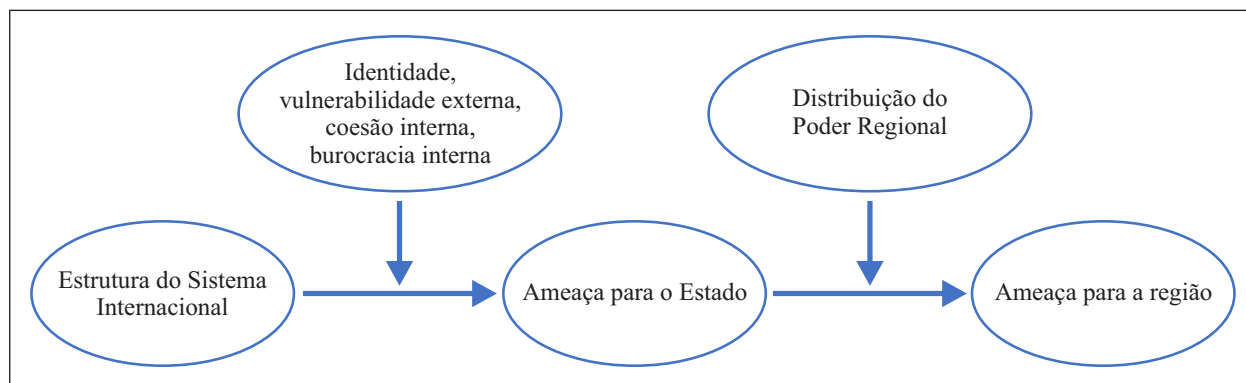 Identidade,
vulnerabilidade externa,
coesão interna,
burocracia interna
Distribuição do
Poder Regional
Estrutura do Sistema
Internacional
Ameaça para o Estado
Ameaça para a região